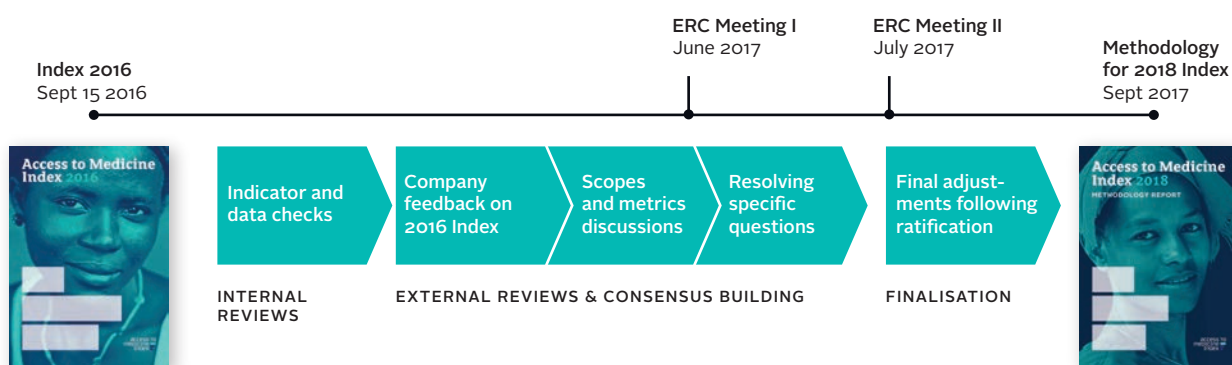 ERC Meeting I
June 2017
ERC Meeting II
July 2017
Index 2016
Sept 15 2016
Methodology
for 2018 Index
Sept 2017
Access to Medicine
Index 2016
Indicator and
data checks
Company
feedback on
2016 Index
Scopes
and metrics
discussions
Resolving
specific
questions
Final adjust-
ments following
ratification
Access to Medicine
Index 2018
METHODOLOGY REPORT
INTERNAL
REVIEWS
EXTERNAL REVIEWS & CONSENSUS BUILDING
FINALISATION